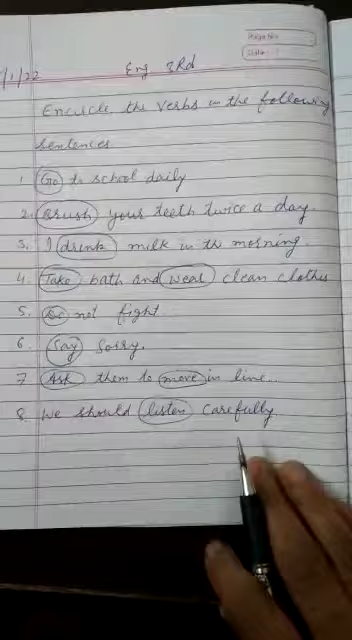 Page No.
Date
/1/22 Eng 2Rd
Encircle the verbs in the following
sentences
1. Go to school daily
2. Brush your teeth twice a day.
3. I drink milk in th morning.
4. Take bath and wear clean clothes
5. Do not fight.
6. Say sorry.
7. Ask them to move in line.
8. We should listen carefully.